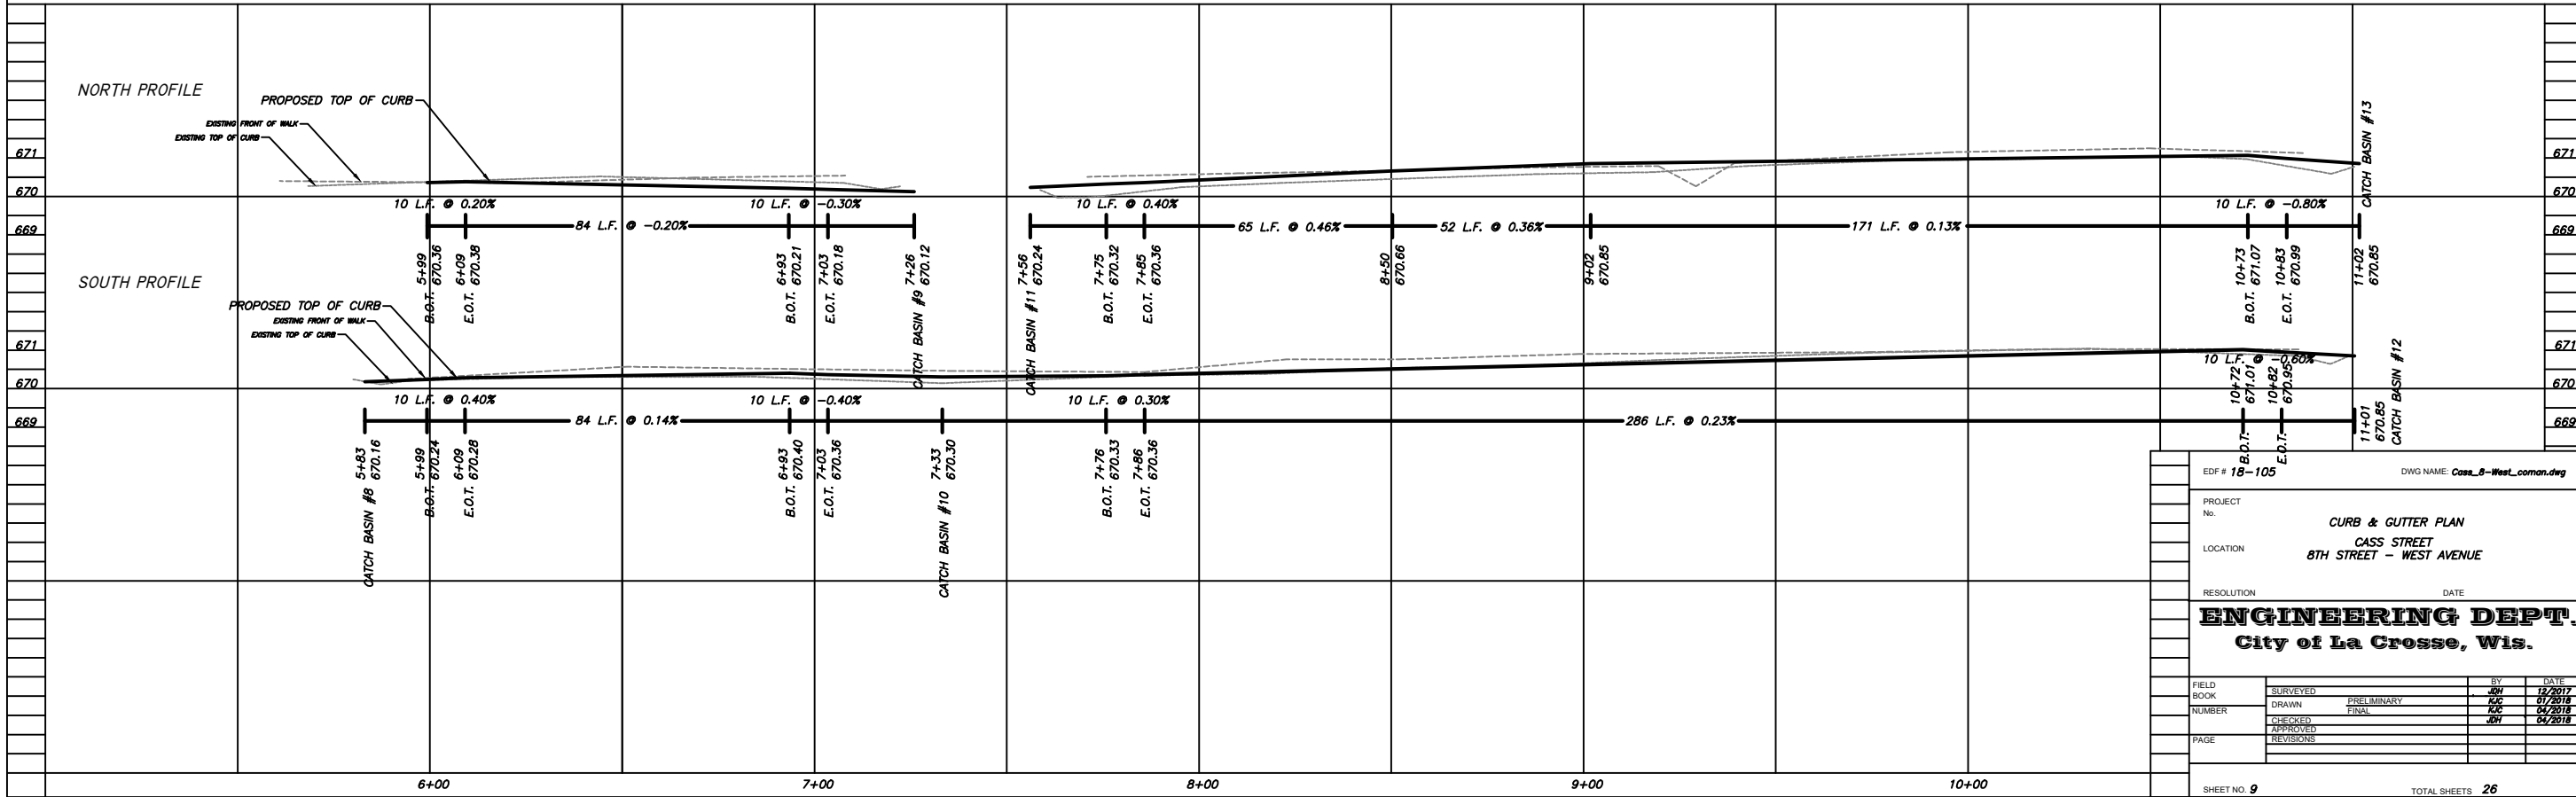 NORTH PROFILE
PROPOSED TOP OF CURB
EXISTING FRONT OF WALK
EXISTING TOP OF CURB
671
670
669
671
670
669
10 L.F. @ 0.20%
84 L.F. @ -0.20%
10 L.F. @ -0.30%
10 L.F. @ 0.40%
65 L.F. @ 0.46%
52 L.F. @ 0.36%
171 L.F. @ 0.13%
10 L.F. @ -0.80%
B.O.T. 5+99
670.36
E.O.T. 6+09
670.38
B.O.T. 6+93
670.21
E.O.T. 7+03
670.18
CATCH BASIN #9 7+26
670.12
CATCH BASIN #11 7+56
670.24
B.O.T. 7+75
670.32
E.O.T. 7+85
670.36
8+50
670.66
9+02
670.85
B.O.T. 10+73
671.07
E.O.T. 10+83
670.99
11+02
670.85
CATCH BASIN #13
SOUTH PROFILE
PROPOSED TOP OF CURB
EXISTING FRONT OF WALK
EXISTING TOP OF CURB
671
670
669
671
670
669
10 L.F. @ 0.40%
84 L.F. @ 0.14%
10 L.F. @ -0.40%
10 L.F. @ 0.30%
286 L.F. @ 0.23%
10 L.F. @ -0.60%
CATCH BASIN #8 5+83
670.16
B.O.T. 5+99
670.24
E.O.T. 6+09
670.28
B.O.T. 6+93
670.40
E.O.T. 7+03
670.36
CATCH BASIN #10 7+33
670.30
B.O.T. 7+76
670.33
E.O.T. 7+86
670.36
B.O.T. 10+72
671.01
E.O.T. 10+82
670.95
11+01
670.85
CATCH BASIN #12
6+00
7+00
8+00
9+00
10+00
EDF # 18-105
DWG NAME: Cass_8-West_coman.dwg
PROJECT
No.
CURB & GUTTER PLAN
LOCATION
CASS STREET
8TH STREET - WEST AVENUE
RESOLUTION DATE
ENGINEERING DEPT.
City of La Crosse, Wis.
FIELD
BOOK
NUMBER
PAGE
BY DATE
SURVEYED JDH 12/2017
DRAWN PRELIMINARY KJC 01/2018
FINAL KJC 04/2018
CHECKED JDH 04/2018
APPROVED
REVISIONS
SHEET NO. 9
TOTAL SHEETS 26